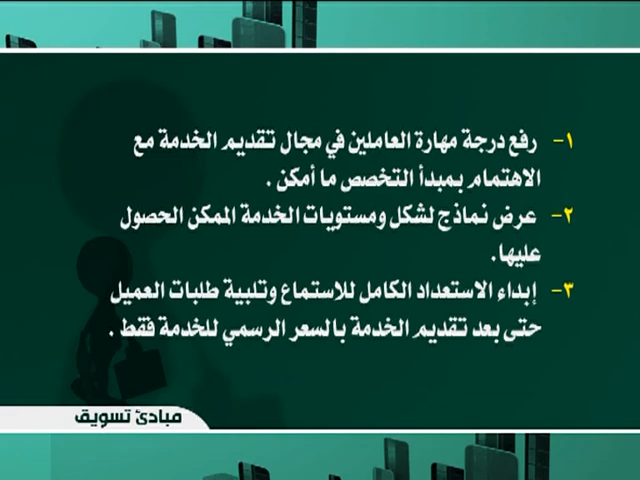 ١- رفع درجة مهارة العاملين في مجال تقديم الخدمة مع
الاهتمام بمبدأ التخصص ما أمكن .
٢- عرض نماذج لشكل ومستويات الخدمة الممكن الحصول
عليها.
٣- إبداء الاستعداد الكامل للاستماع وتلبية طلبات العميل
حتى بعد تقديم الخدمة بالسعر الرسمي للخدمة فقط .
مبادئ تسويق